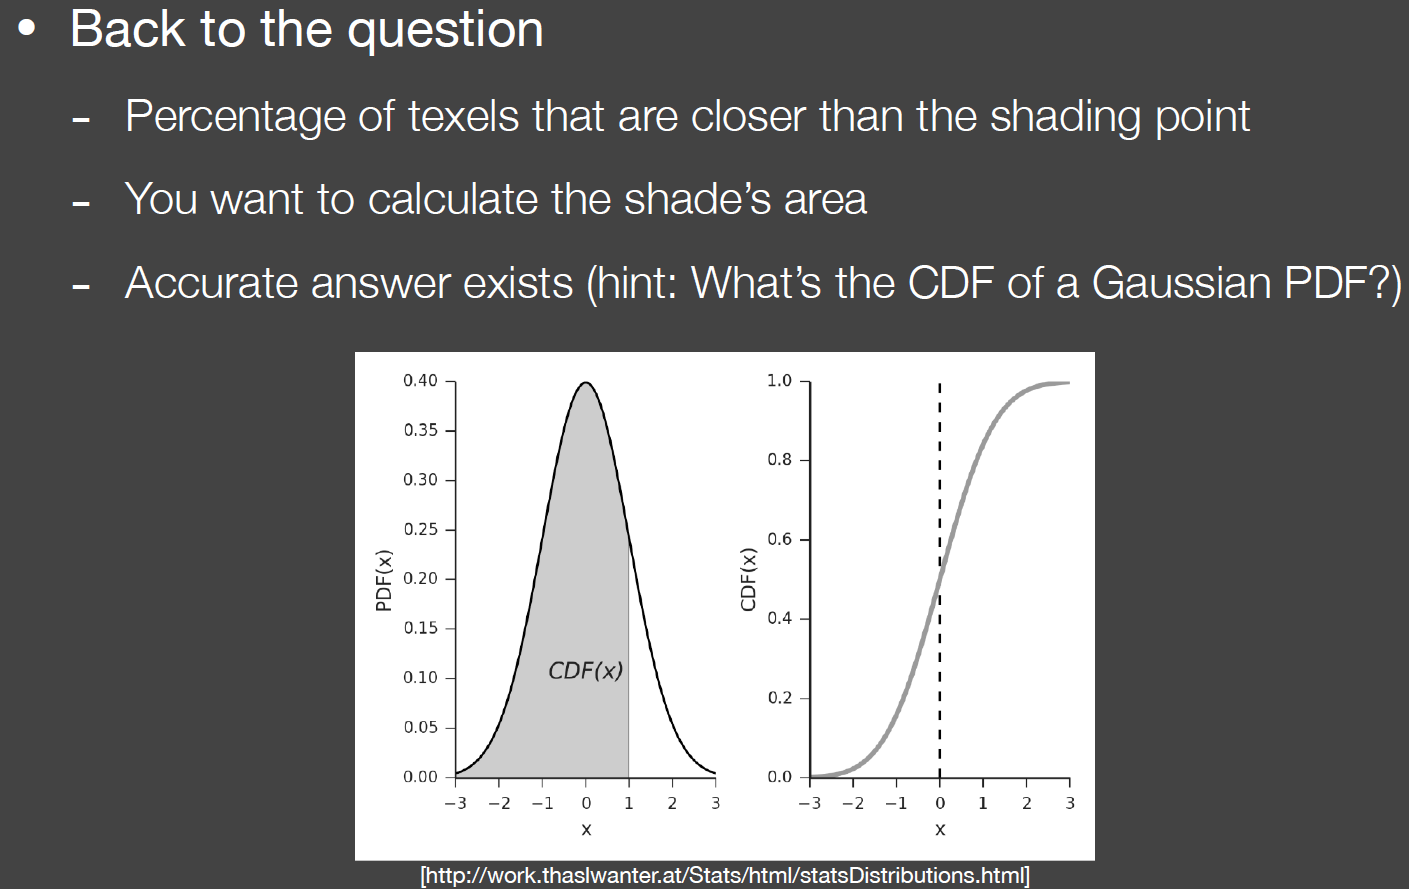 • Back to the question
- Percentage of texels that are closer than the shading point
- You want to calculate the shade’s area
- Accurate answer exists (hint: What’s the CDF of a Gaussian PDF?)
0.40
0.35
0.30
0.25
0.20
0.15
0.10
0.05
0.00
PDF(x)
CDF(x)
−3 −2 −1 0 1 2 3
x
1.0
0.8
0.6
0.4
0.2
0.0
CDF(x)
−3 −2 −1 0 1 2 3
x
[http://work.thaslwanter.at/Stats/html/statsDistributions.html]